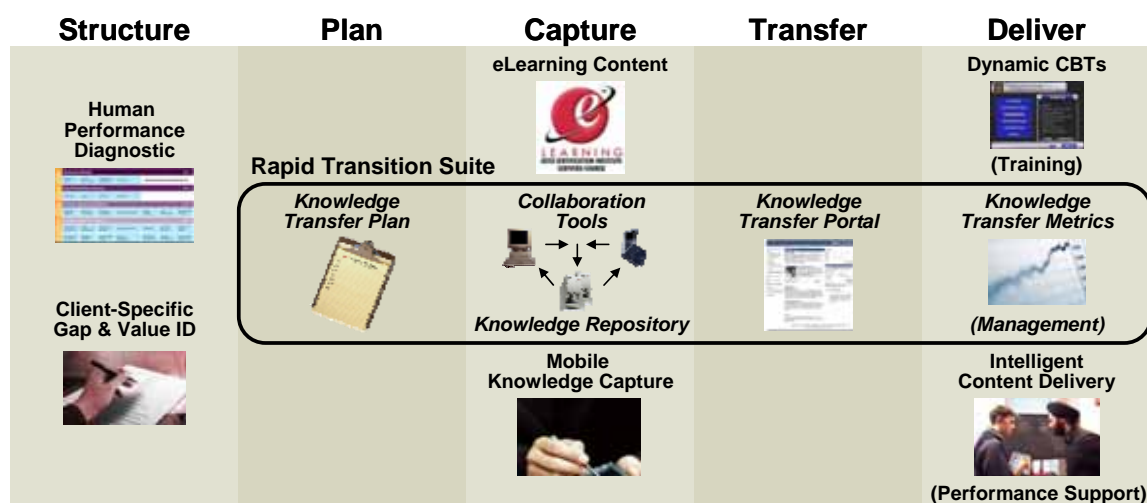 Structure
Plan
Capture
Transfer
Deliver
Human
Performance
Diagnostic
Client-Specific
Gap & Value ID
Rapid Transition Suite
Knowledge
Transfer Plan
eLearning Content
e
LEARNING
Collaboration
Tools
Knowledge Repository
Mobile
Knowledge Capture
Knowledge
Transfer Portal
Dynamic CBTs
(Training)
Knowledge
Transfer Metrics
(Management)
Intelligent
Content Delivery
(Performance Support)